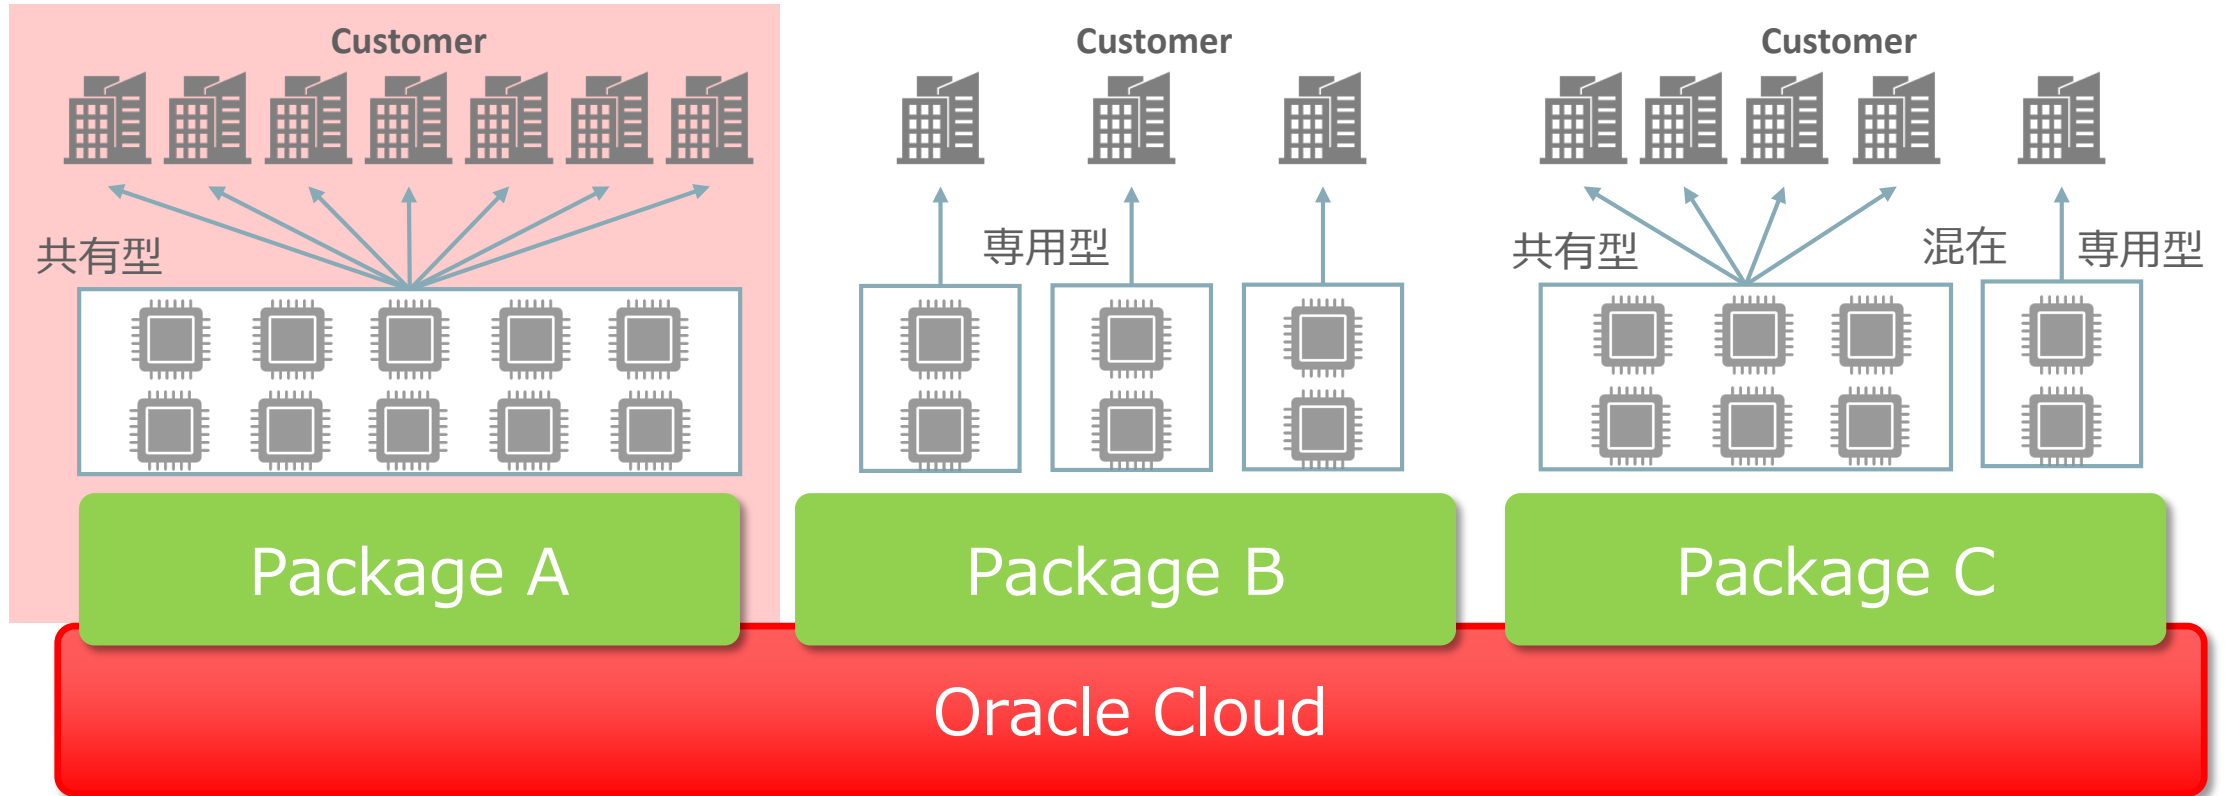 Customer
共有型
Package A
Customer
専用型
Package B
Customer
共有型
混在
専用型
Package C
Oracle Cloud